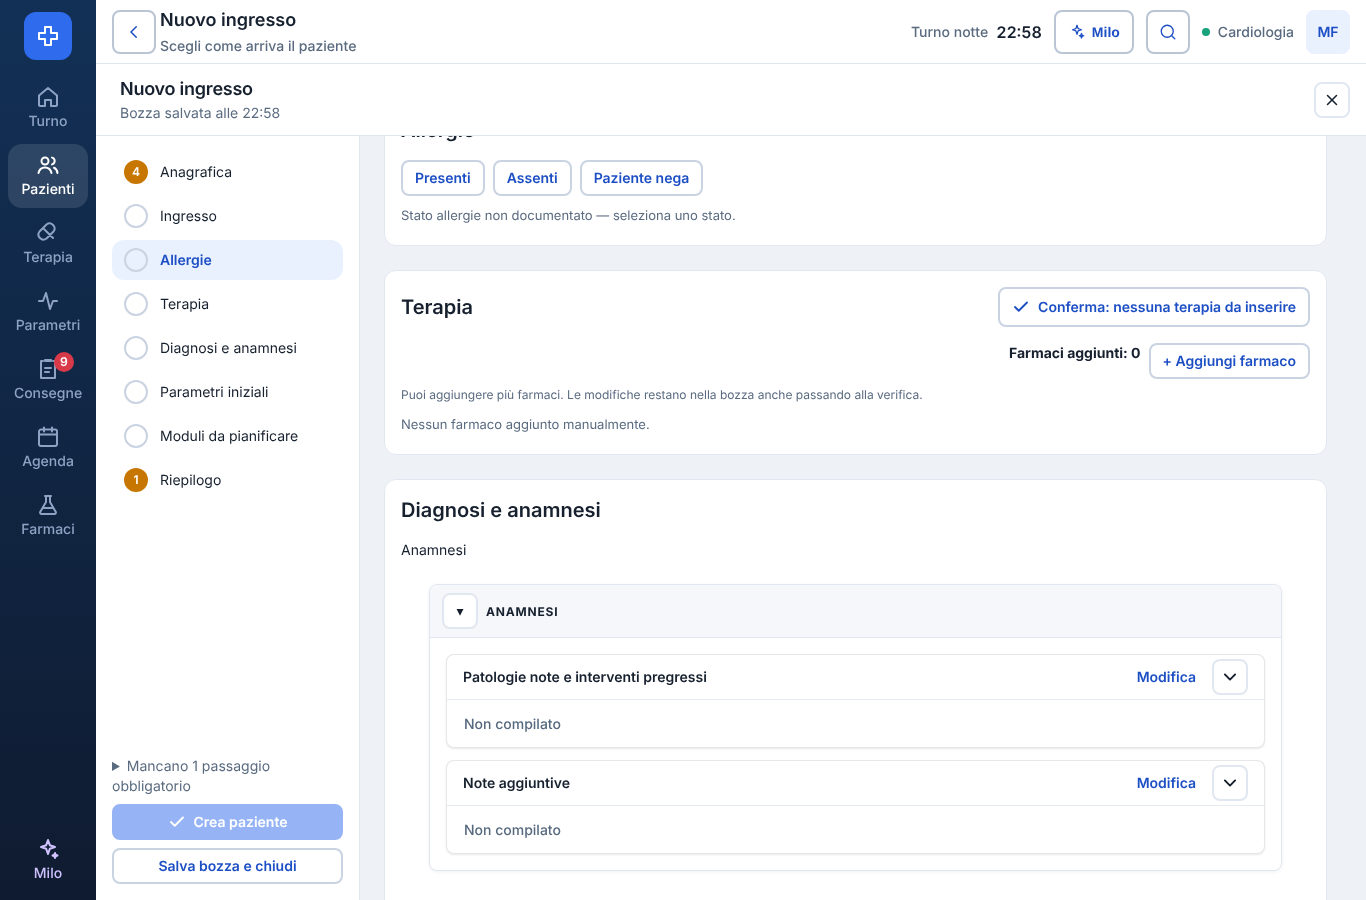 Nuovo ingresso
Scegli come arriva il paziente
Turno notte 22:58
Milo
Cardiologia
MF
Turno
Pazienti
Terapia
Parametri
9
Consegne
Agenda
Farmaci
Milo
Nuovo ingresso
Bozza salvata alle 22:58
4 Anagrafica
Ingresso
Allergie
Terapia
Diagnosi e anamnesi
Parametri iniziali
Moduli da pianificare
1 Riepilogo
Mancano 1 passaggio
obbligatorio
Crea paziente
Salva bozza e chiudi
Allergie
Presenti
Assenti
Paziente nega
Stato allergie non documentato — seleziona uno stato.
Terapia
Conferma: nessuna terapia da inserire
Farmaci aggiunti: 0
+ Aggiungi farmaco
Puoi aggiungere più farmaci. Le modifiche restano nella bozza anche passando alla verifica.
Nessun farmaco aggiunto manualmente.
Diagnosi e anamnesi
Anamnesi
ANAMNESI
Patologie note e interventi pregressi
Modifica
Non compilato
Note aggiuntive
Modifica
Non compilato